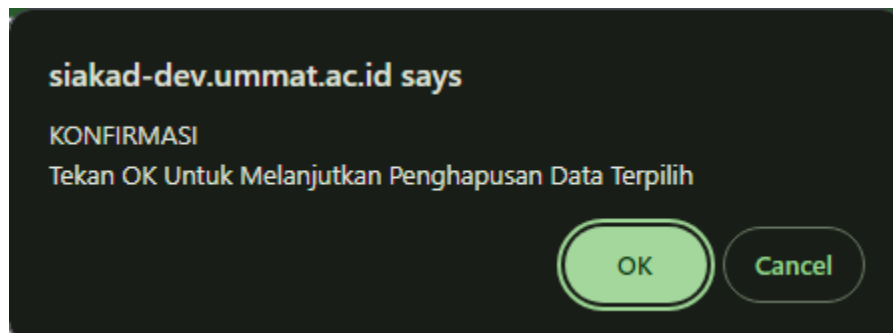 siakad-dev.ummat.ac.id says
KONFIRMASI
Tekan OK Untuk Melanjutkan Penghapusan Data Terpilih
OK
Cancel